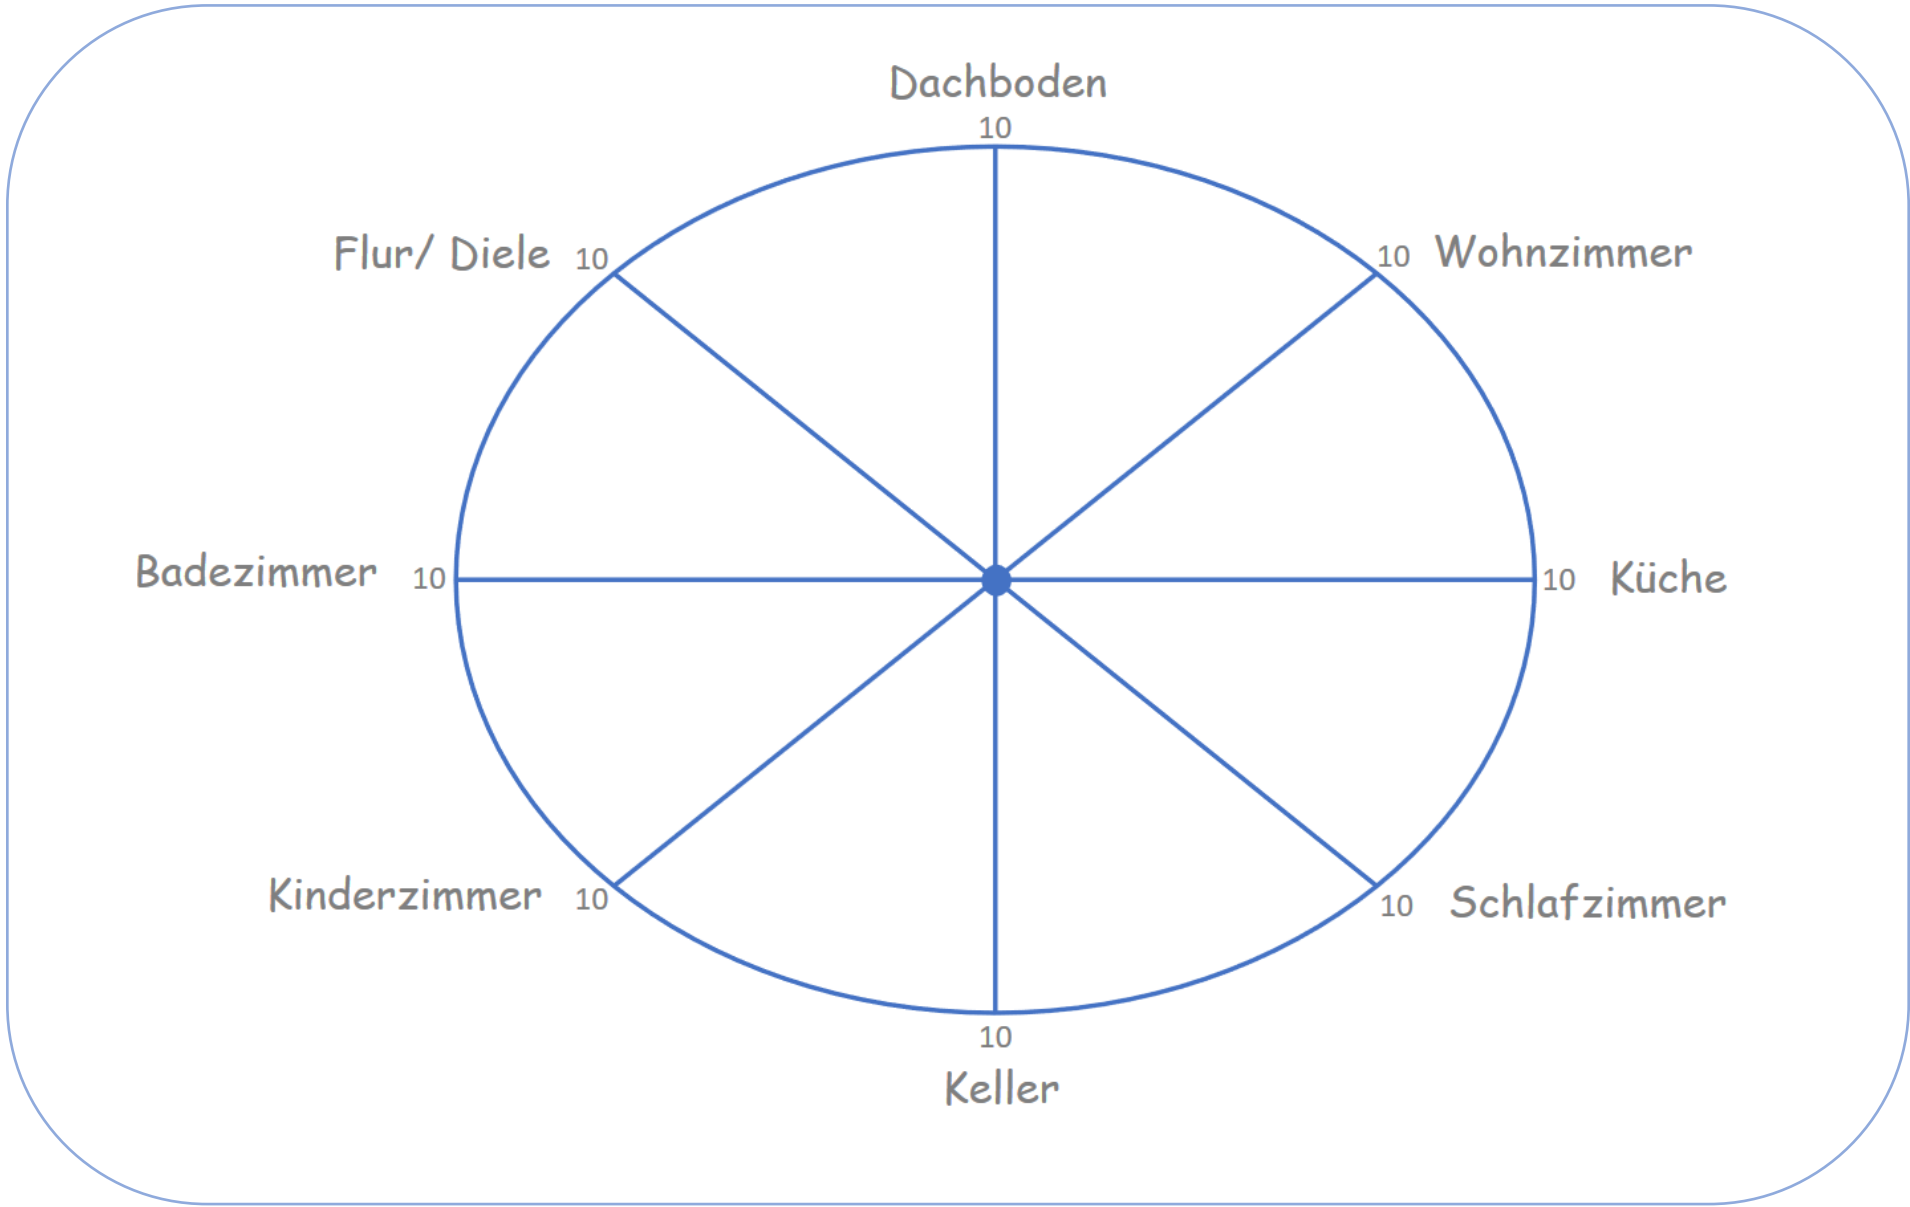 Dachboden
10
Flur/ Diele 10
10 Wohnzimmer
Badezimmer 10
10 Küche
Kinderzimmer 10
10 Schlafzimmer
10
Keller